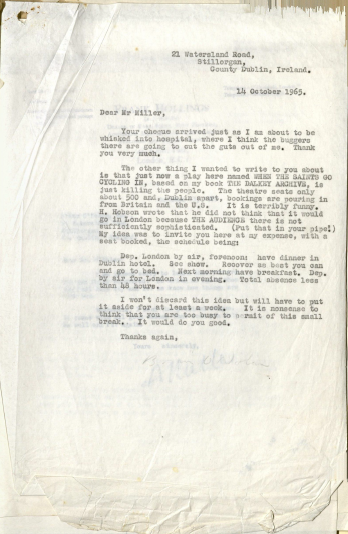 21 Watersland Road,
Stillorgan,
County Dublin, Ireland.
14 October 1965.
Dear Mr Miller,
Your cheque arrived just as I am about to be
whisked into hospital, where I think the buggers
there are going to cut the guts out of me. Thank
you very much.
The other thing I wanted to write to you about
is that just now a play here named WHEN THE SAINTS GO
CYCLING IN, based on my book THE DALKEY ARCHIVE, is
just killing the people. The theatre seats only
about 500 and, Dublin apart, bookings are pouring in
from Britain and the U.S. It is terribly funny.
H. Hobson wrote that he did not think that it would
go in London because THE AUDIENCE there is not
sufficiently sophisticated. (Put that in your pipe!)
My idea was to invite you here at my expense, with a
seat booked, the schedule being:
Dep. London by air, forenoon: have dinner in
Dublin hotel. See show. Recover as best you can
and go to bed. Next morning have breakfast. Dep.
by air for London in evening. Total absence less
than 48 hours.
I won't discard this idea but will have to put
it aside for at least a week. It is nonsense to
think that you are too busy to admit of this small
break. It would do you good.
Thanks again,
Yours sincerely,